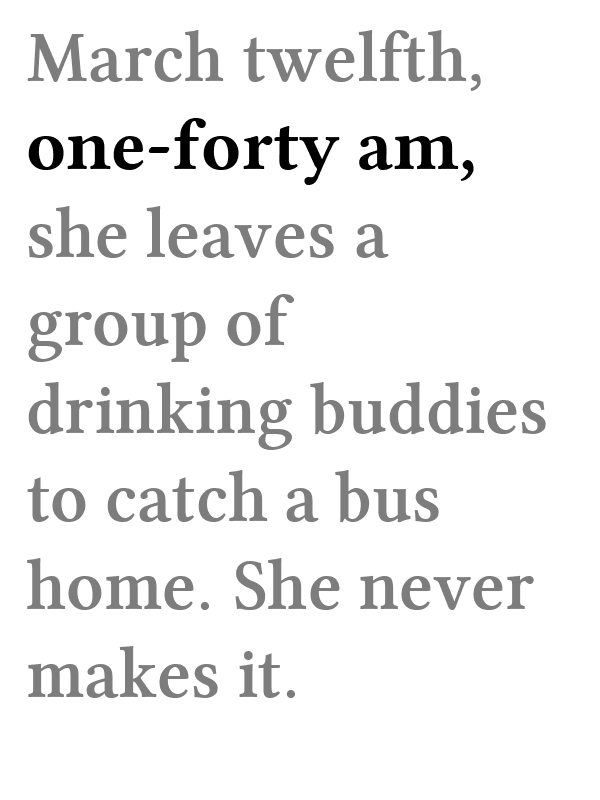 March twelfth,
one-forty am,
she leaves a
group of
drinking buddies
to catch a bus
home. She never
makes it.